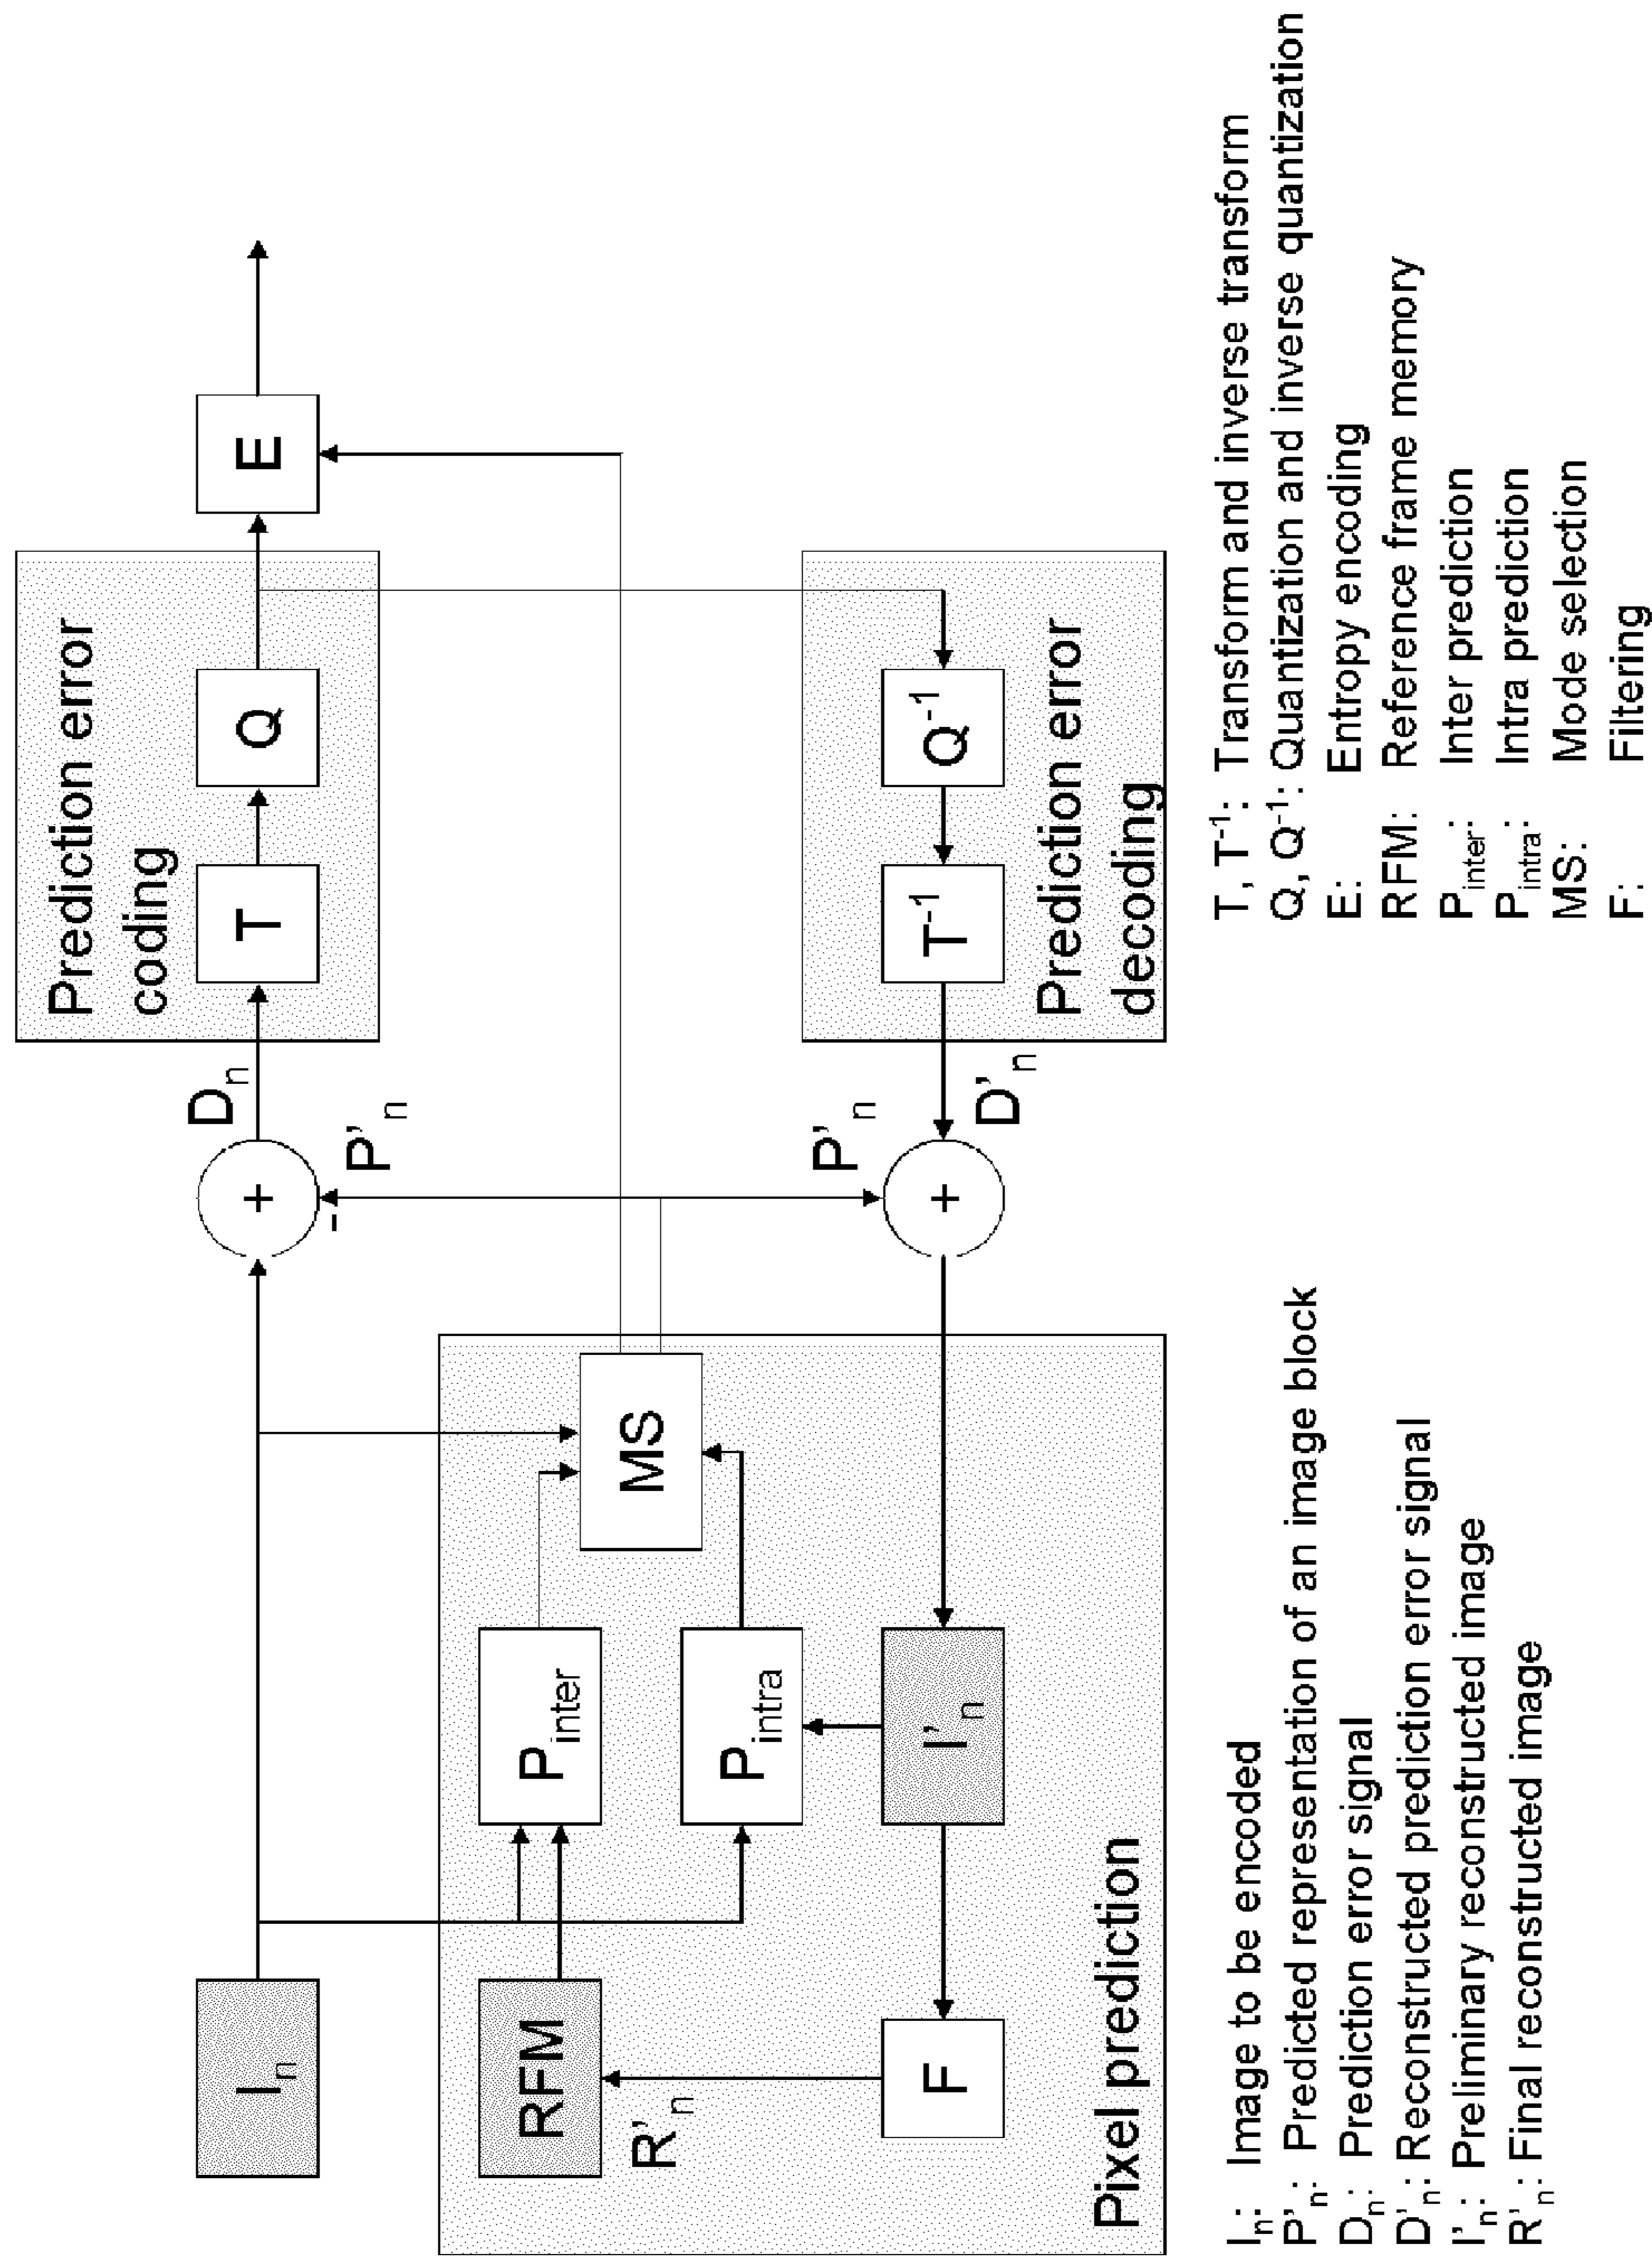 Prediction error
coding
I_n
D_n
T
Q
E
+
-
P'_n
RFM
P_inter
MS
R'_n
P_intra
P'_n
F
I'_n
+
D'_n
T^-1
Q^-1
Prediction error
decoding
Pixel prediction
I_n: Image to be encoded
P'_n: Predicted representation of an image block
D_n: Prediction error signal
D'_n: Reconstructed prediction error signal
I'_n: Preliminary reconstructed image
R'_n: Final reconstructed image
T, T^-1: Transform and inverse transform
Q, Q^-1: Quantization and inverse quantization
E: Entropy encoding
RFM: Reference frame memory
P_inter: Inter prediction
P_intra: Intra prediction
MS: Mode selection
F: Filtering